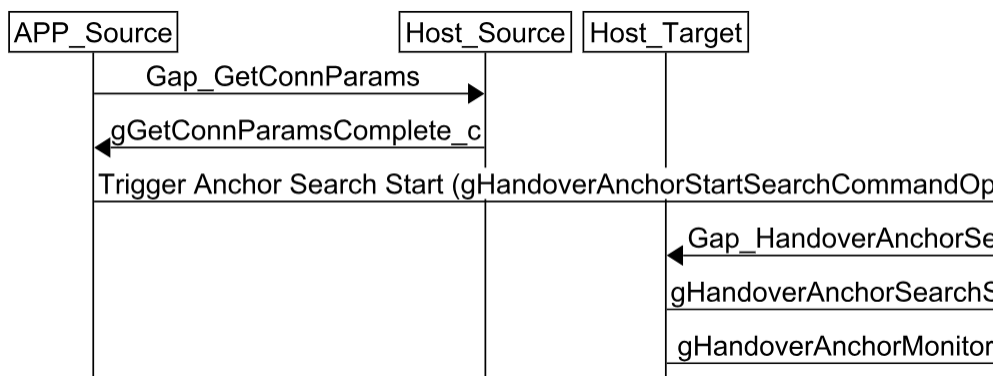 APP_Source Host_Source Host_Target
Gap_GetConnParams
gGetConnParamsComplete_c
Trigger Anchor Search Start (gHandoverAnchorStartSearchCommandOp
Gap_HandoverAnchorSe
gHandoverAnchorSearchS
gHandoverAnchorMonitor